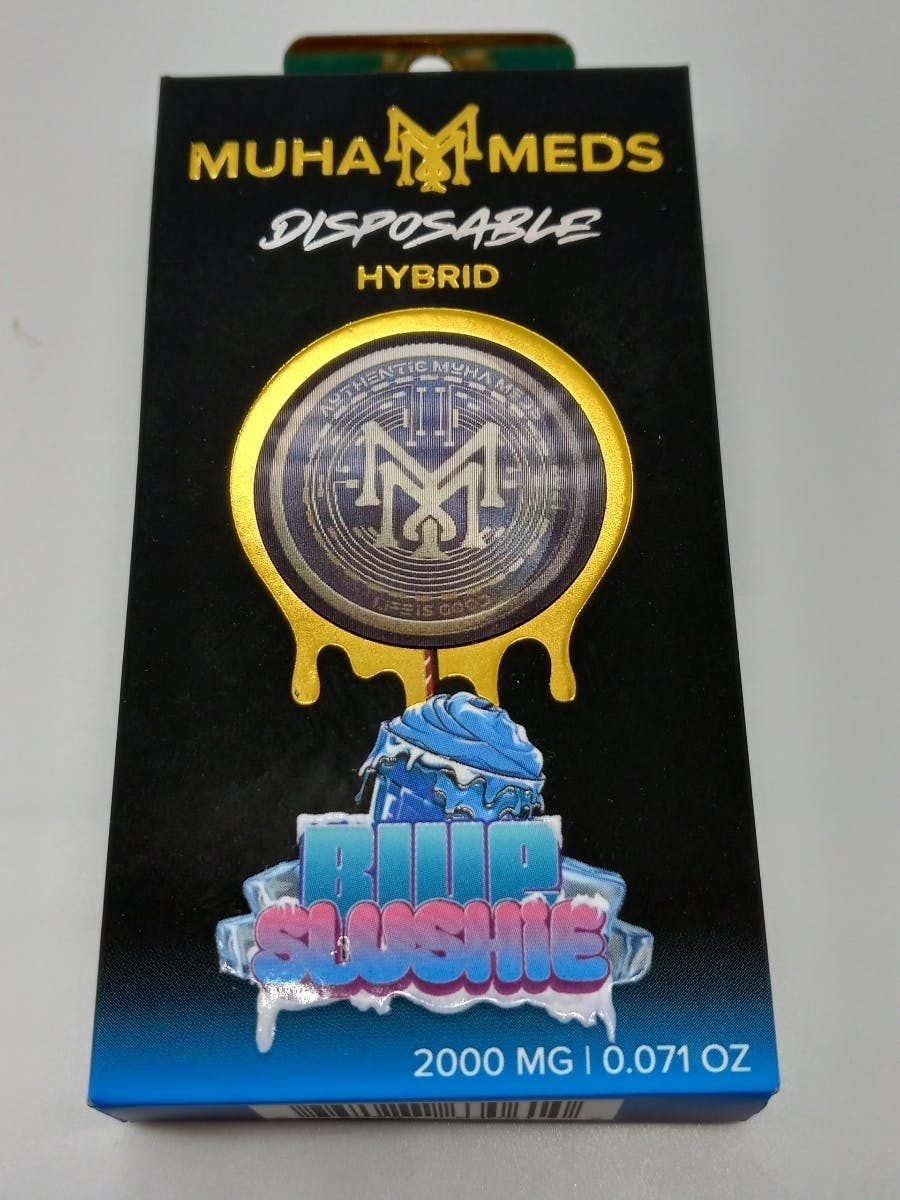 MUHA MEDS
DISPOSABLE
HYBRID
AUTHENTIC MUHA MEDS
LIFE IS GOOD
BLUE
SLUSHIE
2000 MG | 0.071 OZ